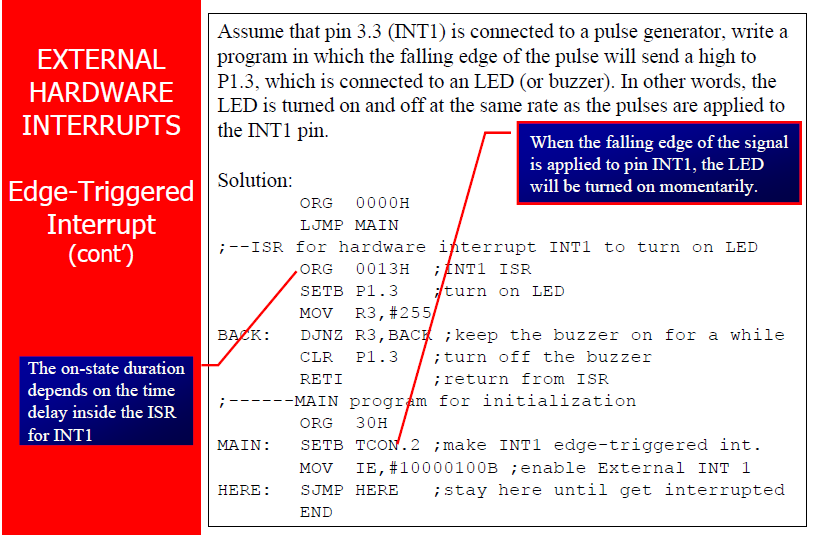 EXTERNAL
HARDWARE
INTERRUPTS
Edge-Triggered
Interrupt
(cont')
The on-state duration
depends on the time
delay inside the ISR
for INT1
Assume that pin 3.3 (INT1) is connected to a pulse generator, write a
program in which the falling edge of the pulse will send a high to
P1.3, which is connected to an LED (or buzzer). In other words, the
LED is turned on and off at the same rate as the pulses are applied to
the INT1 pin.
When the falling edge of the signal
is applied to pin INT1, the LED
will be turned on momentarily.
Solution:
ORG 0000H
LJMP MAIN
;--ISR for hardware interrupt INT1 to turn on LED
ORG 0013H ;INT1 ISR
SETB P1.3 ;turn on LED
MOV R3,#255
BACK: DJNZ R3,BACK ;keep the buzzer on for a while
CLR P1.3 ;turn off the buzzer
RETI ;return from ISR
;------MAIN program for initialization
ORG 30H
MAIN: SETB TCON.2 ;make INT1 edge-triggered int.
MOV IE,#10000100B ;enable External INT 1
HERE: SJMP HERE ;stay here until get interrupted
END